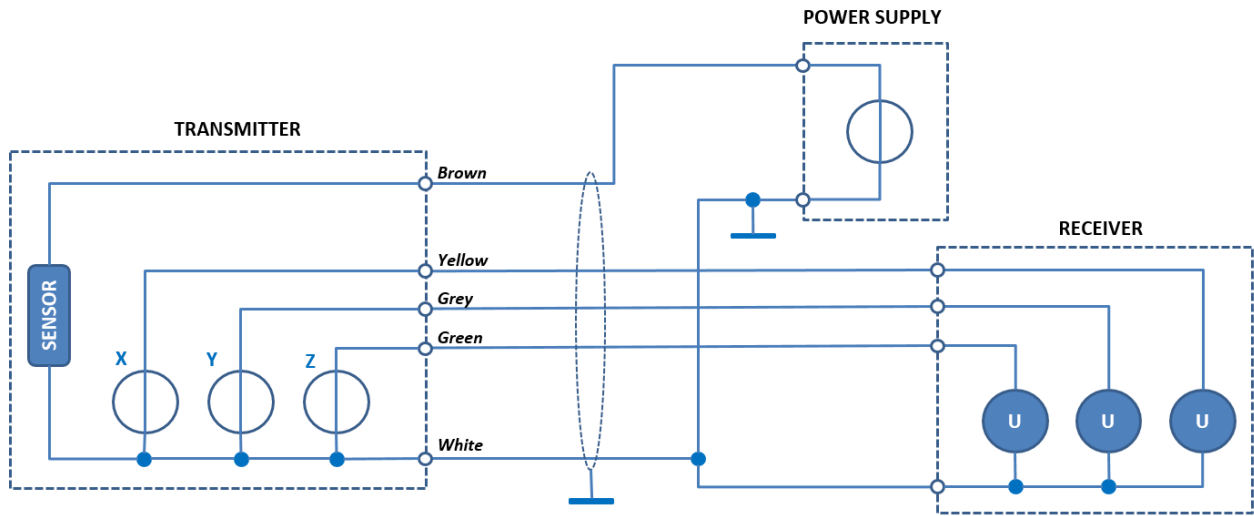 POWER SUPPLY
TRANSMITTER
Brown
RECEIVER
Yellow
Grey
Green
SENSOR
X
Y
Z
U
U
U
White